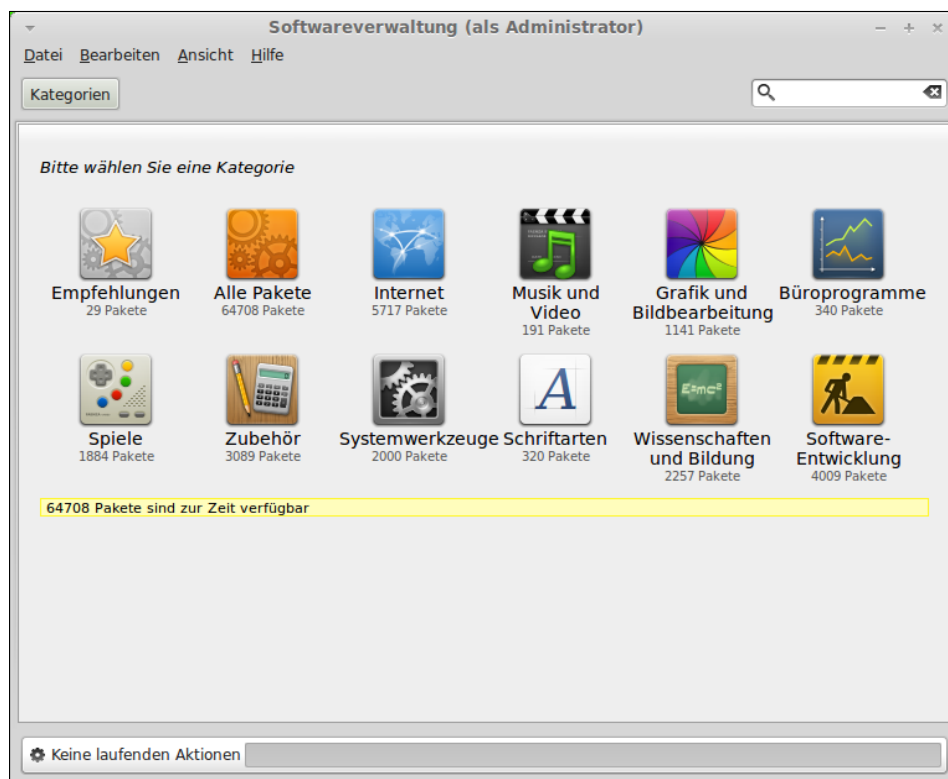 Softwareverwaltung (als Administrator)
Datei Bearbeiten Ansicht Hilfe
Kategorien
Bitte wählen Sie eine Kategorie
Empfehlungen
29 Pakete
Alle Pakete
64708 Pakete
Internet
5717 Pakete
Musik und
Video
191 Pakete
Grafik und
Bildbearbeitung
1141 Pakete
Büroprogramme
340 Pakete
Spiele
1884 Pakete
Zubehör
3089 Pakete
Systemwerkzeuge
2000 Pakete
Schriftarten
320 Pakete
E=mc²
Wissenschaften
und Bildung
2257 Pakete
Software-
Entwicklung
4009 Pakete
64708 Pakete sind zur Zeit verfügbar
Keine laufenden Aktionen